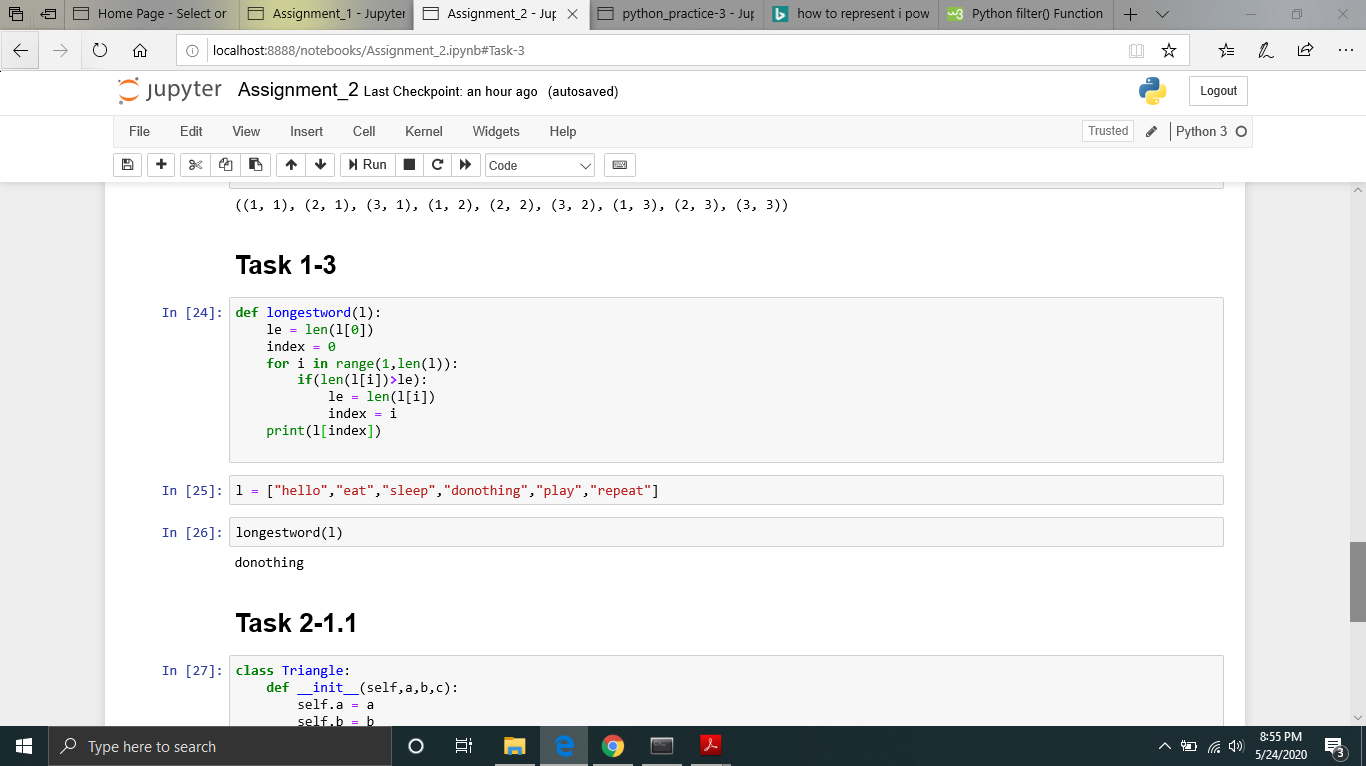 Home Page - Select or
Assignment_1 - Jupyter
Assignment_2 - Jup
python_practice-3 - Jup
how to represent i pow
Python filter() Function
localhost:8888/notebooks/Assignment_2.ipynb#Task-3
jupyter Assignment_2 Last Checkpoint: an hour ago (autosaved)
Logout
File Edit View Insert Cell Kernel Widgets Help
Trusted Python 3
Run Code
((1, 1), (2, 1), (3, 1), (1, 2), (2, 2), (3, 2), (1, 3), (2, 3), (3, 3))
Task 1-3
In [24]: def longestword(l):
    le = len(l[0])
    index = 0
    for i in range(1,len(l)):
        if(len(l[i])>le):
            le = len(l[i])
            index = i
    print(l[index])
In [25]: l = ["hello","eat","sleep","donothing","play","repeat"]
In [26]: longestword(l)
donothing
Task 2-1.1
In [27]: class Triangle:
    def __init__(self,a,b,c):
        self.a = a
        self.b = b
Type here to search
8:55 PM
5/24/2020
3